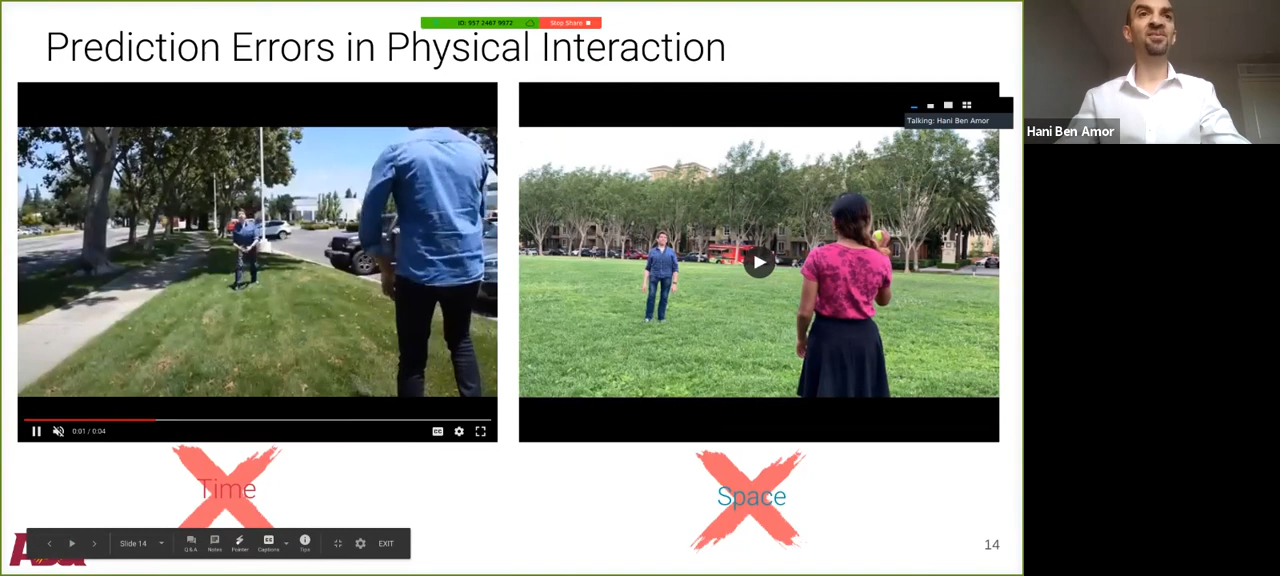 ID: 957 2467 9972
Stop Share
Prediction Errors in Physical Interaction
Talking: Hani Ben Amor
Hani Ben Amor
0:01 / 0:04
Time
Space
Slide 14
Q&A
Notes
Pointer
Captions
Tips
EXIT
14